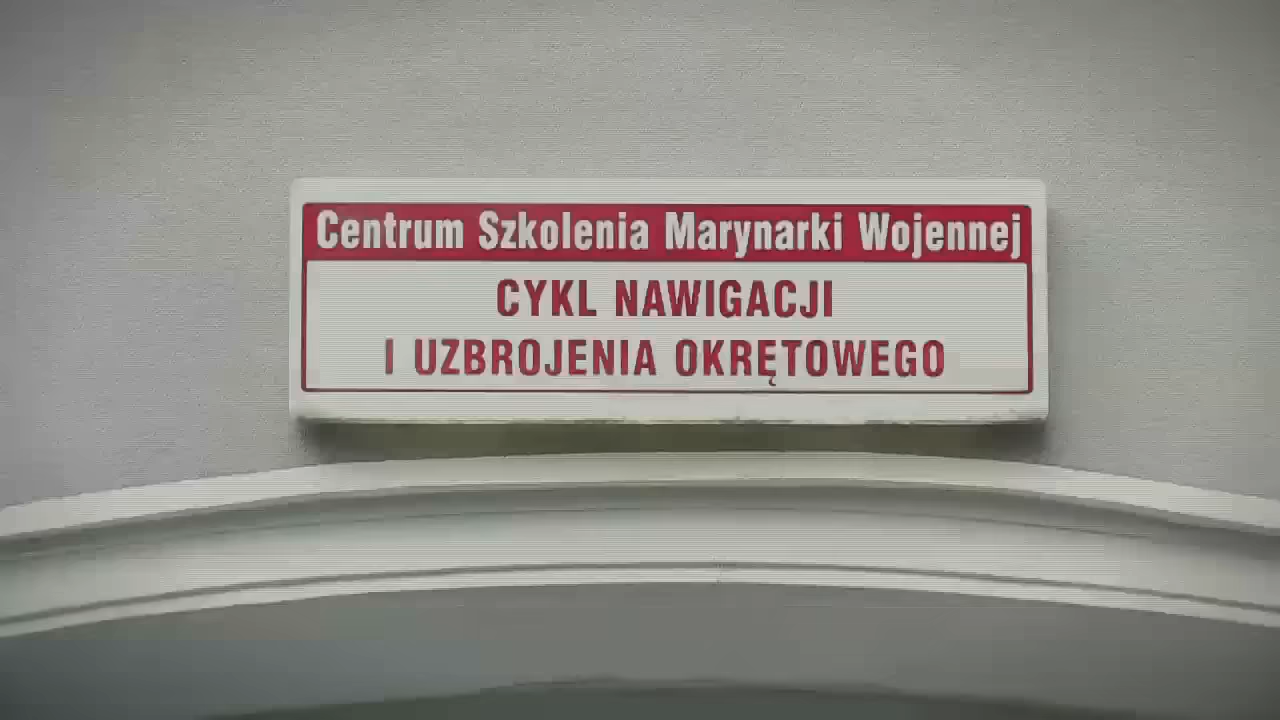 Centrum Szkolenia Marynarki Wojennej
CYKL NAWIGACJI
I UZBROJENIA OKRĘTOWEGO